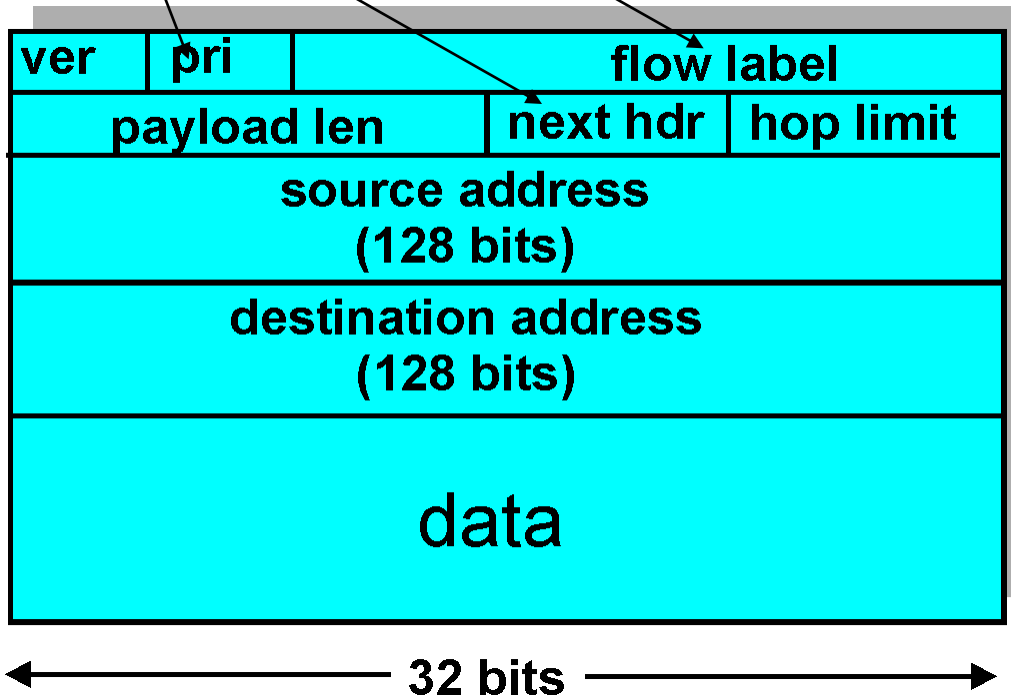 ver pri flow label
payload len next hdr hop limit
source address
(128 bits)
destination address
(128 bits)
data
32 bits